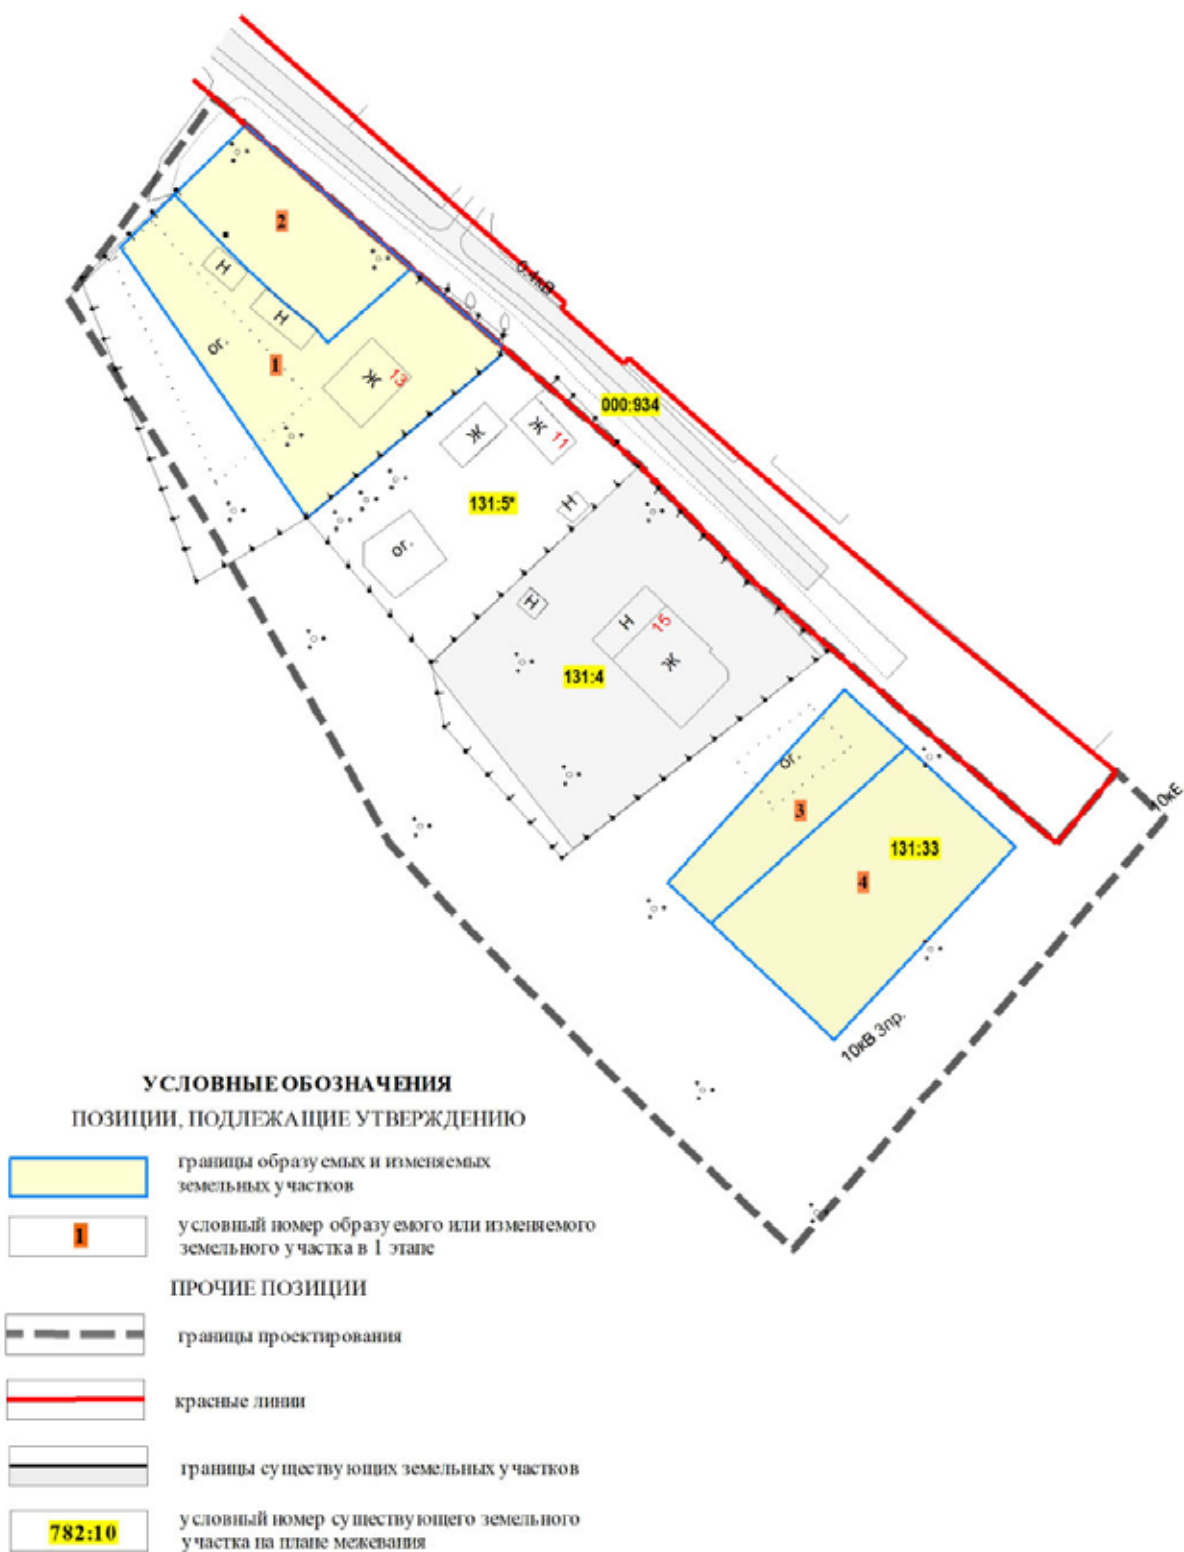 2
0.4кВ
Н
Н
ог.
1
Ж
13
000:934
Ж
Ж
11
131:5*
Н
ог.
Н
Н
15
131:4
Ж
ог.
10кЕ
3
131:33
4
10кВ 3пр.
УСЛОВНЫЕ ОБОЗНАЧЕНИЯ
ПОЗИЦИИ, ПОДЛЕЖАЩИЕ УТВЕРЖДЕНИЮ
границы образуемых и изменяемых
земельных участков
1
условный номер образуемого или изменяемого
земельного участка в 1 этапе
ПРОЧИЕ ПОЗИЦИИ
границы проектирования
красные линии
границы существующих земельных участков
782:10
условный номер существующего земельного
участка на плане межевания